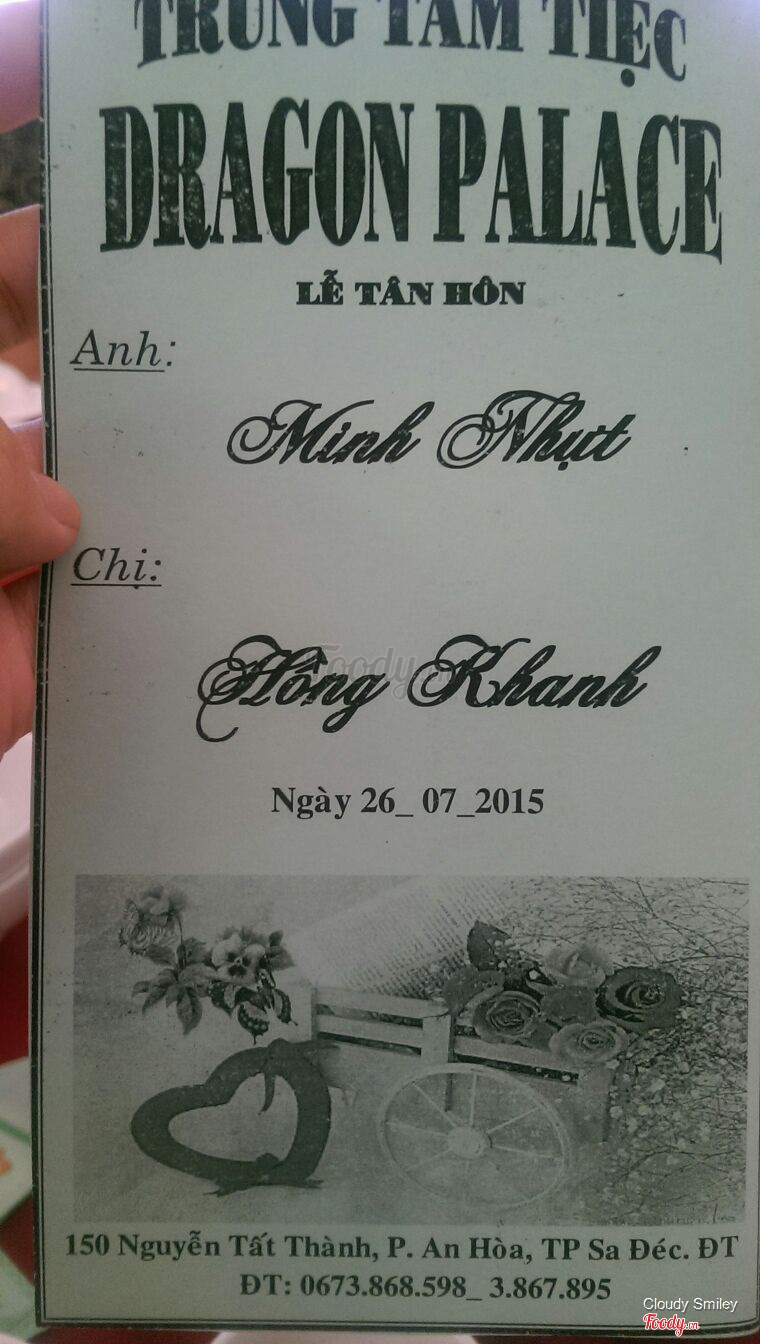 TRUNG TÂM TIỆC
DRAGON PALACE
LỄ TÂN HÔN
Anh:
Minh Nhựt
Chị:
Hồng Khanh
Foody
Ngày 26_ 07_2015
150 Nguyễn Tất Thành, P. An Hòa, TP Sa Đéc. ĐT
ĐT: 0673.868.598_ 3.867.895
Cloudy Smiley
Foody.vn